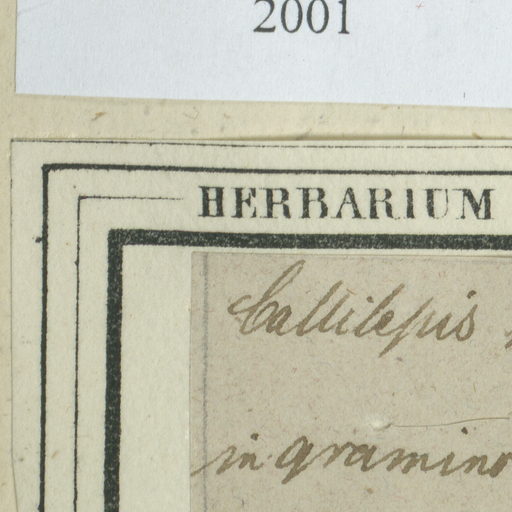 2001
HERBARIUM
Callilepis
in gramino